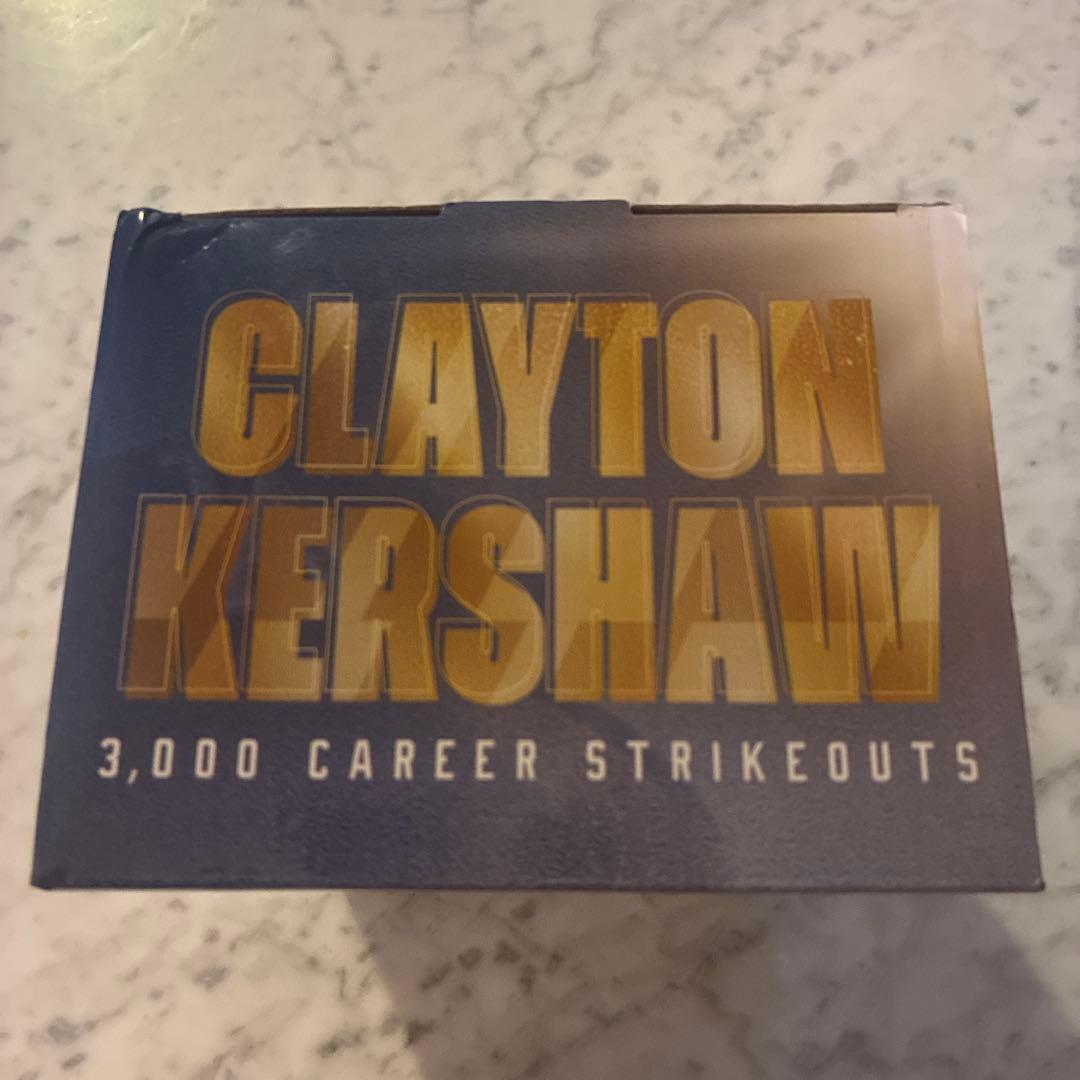 CLAYTON
KERSHAW
3,000 CAREER STRIKEOUTS